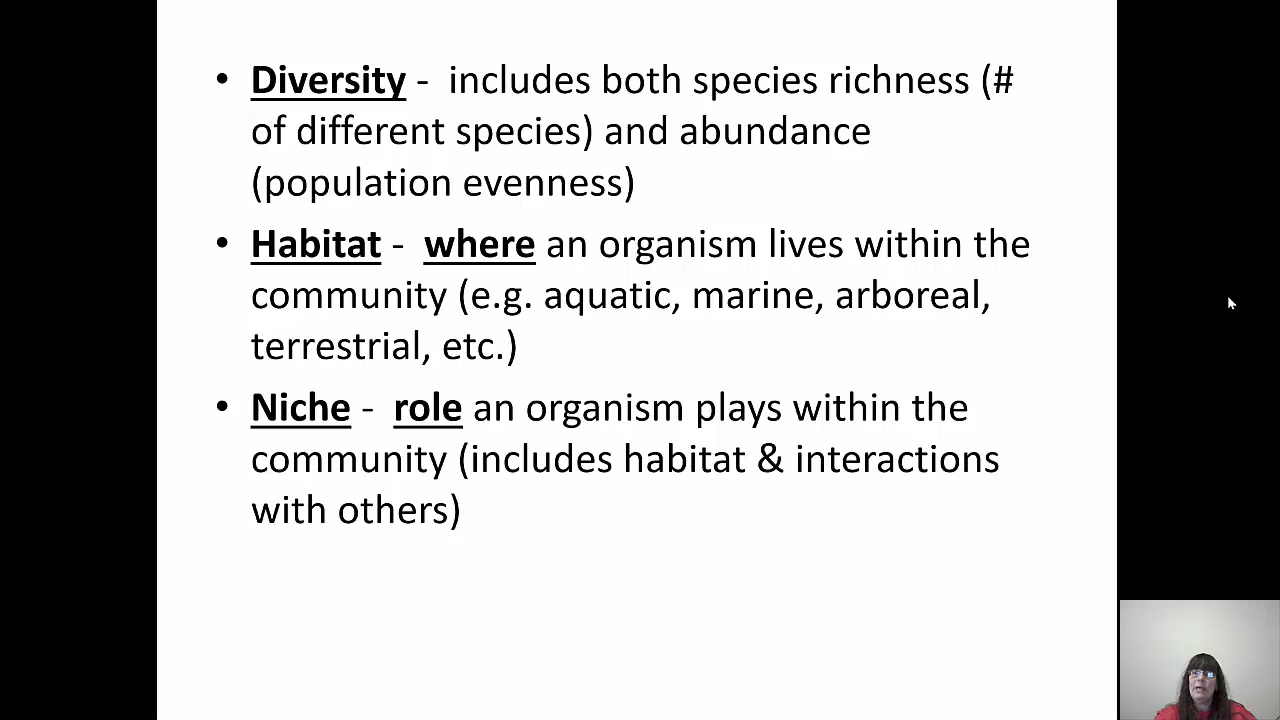 • Diversity - includes both species richness (#
of different species) and abundance
(population evenness)
• Habitat - where an organism lives within the
community (e.g. aquatic, marine, arboreal,
terrestrial, etc.)
• Niche - role an organism plays within the
community (includes habitat & interactions
with others)